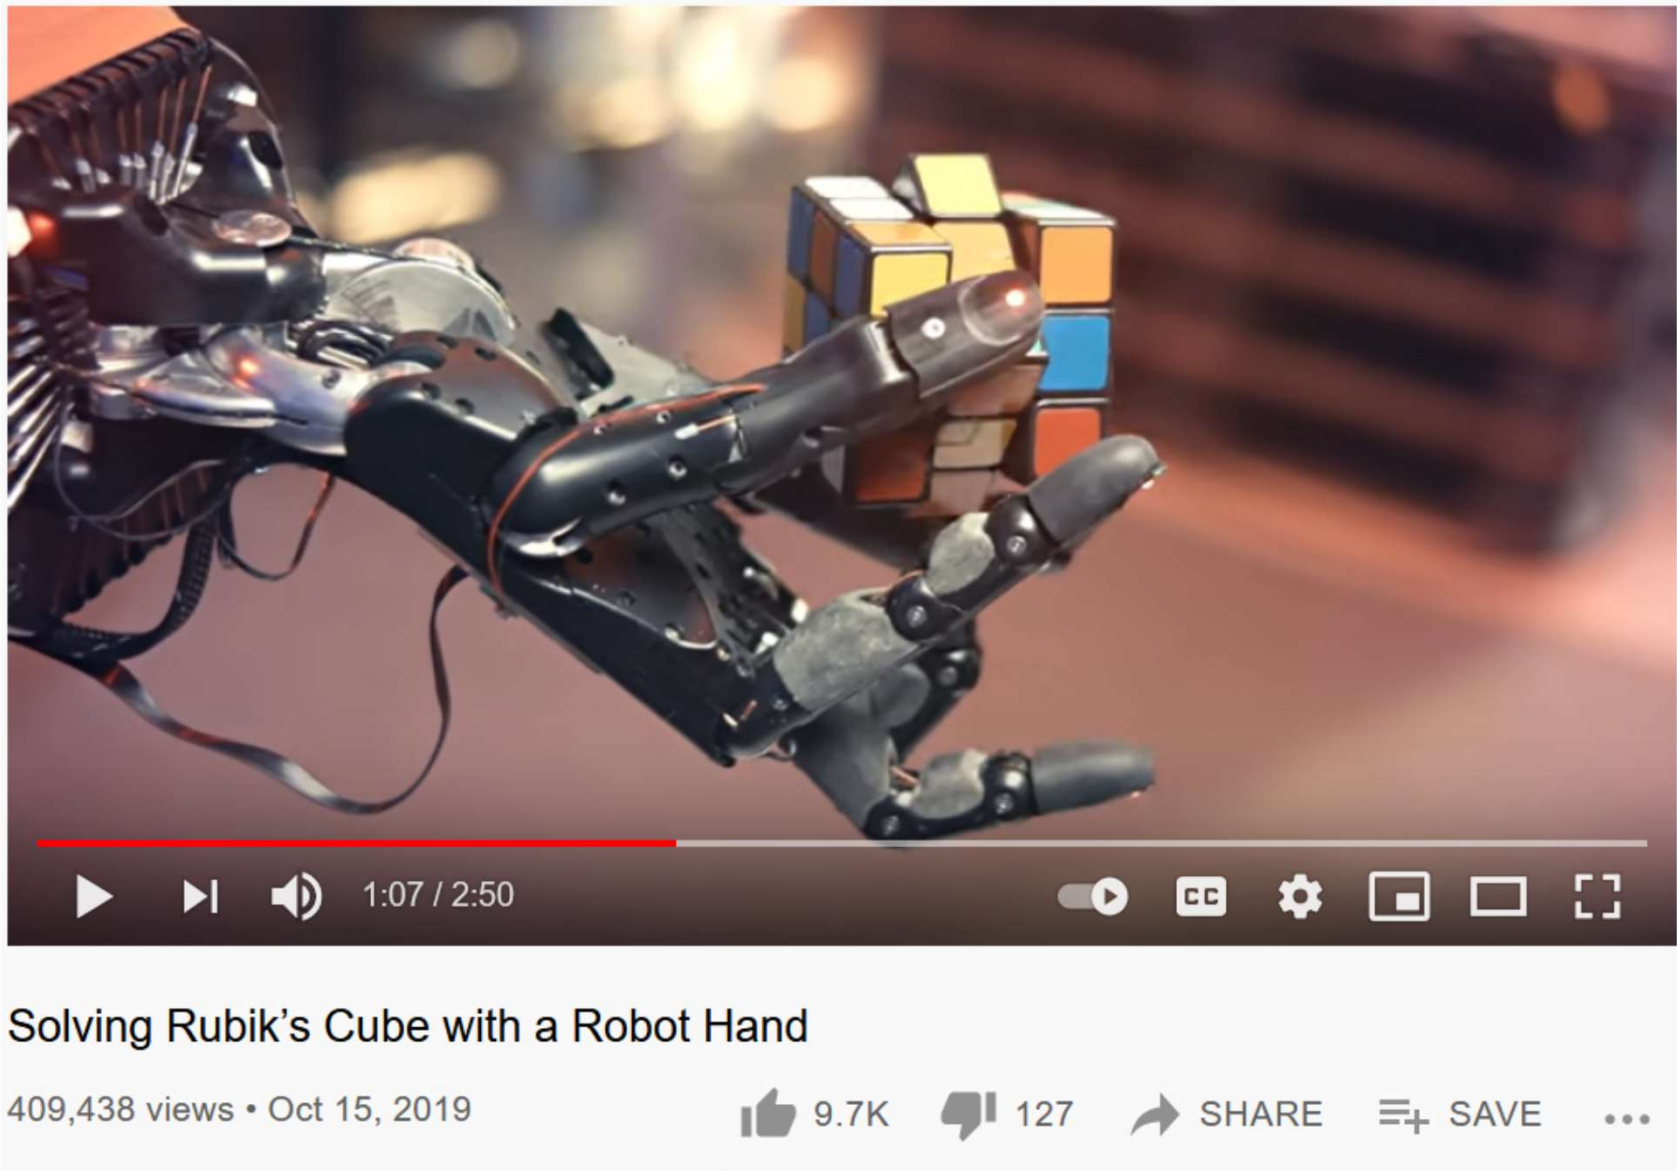 1:07 / 2:50
CC
Solving Rubik’s Cube with a Robot Hand
409,438 views • Oct 15, 2019
9.7K
127
SHARE
SAVE